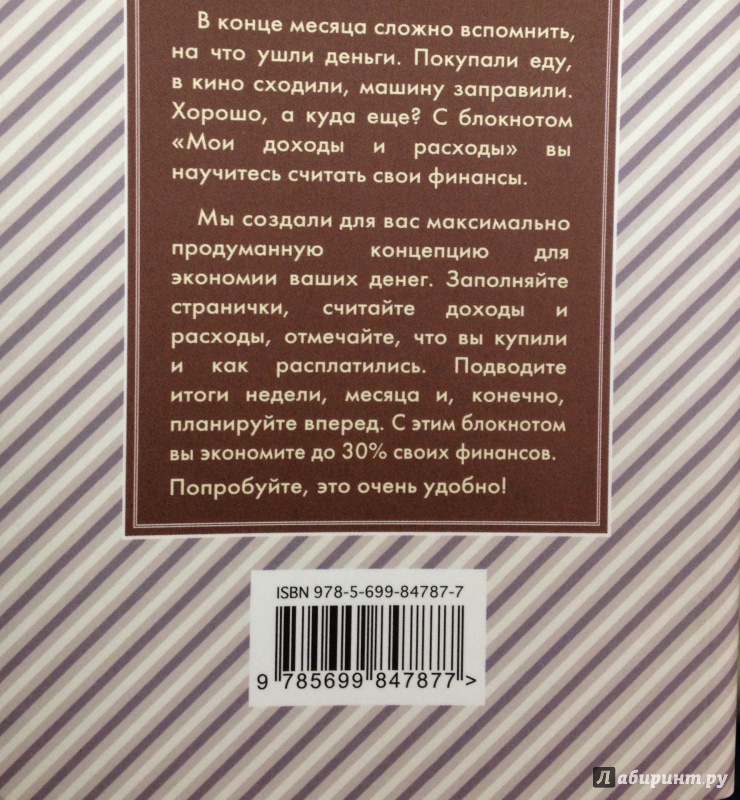 В конце месяца сложно вспомнить,
на что ушли деньги. Покупали еду,
в кино сходили, машину заправили.
Хорошо, а куда еще? С блокнотом
«Мои доходы и расходы» вы
научитесь считать свои финансы.
Мы создали для вас максимально
продуманную концепцию для
экономии ваших денег. Заполняйте
странички, считайте доходы и
расходы, отмечайте, что вы купили
и как расплатились. Подводите
итоги недели, месяца и, конечно,
планируйте вперед. С этим блокнотом
вы экономите до 30% своих финансов.
Попробуйте, это очень удобно!
ISBN 978-5-699-84787-7
9 785699 847877 >
Лабиринт.ру